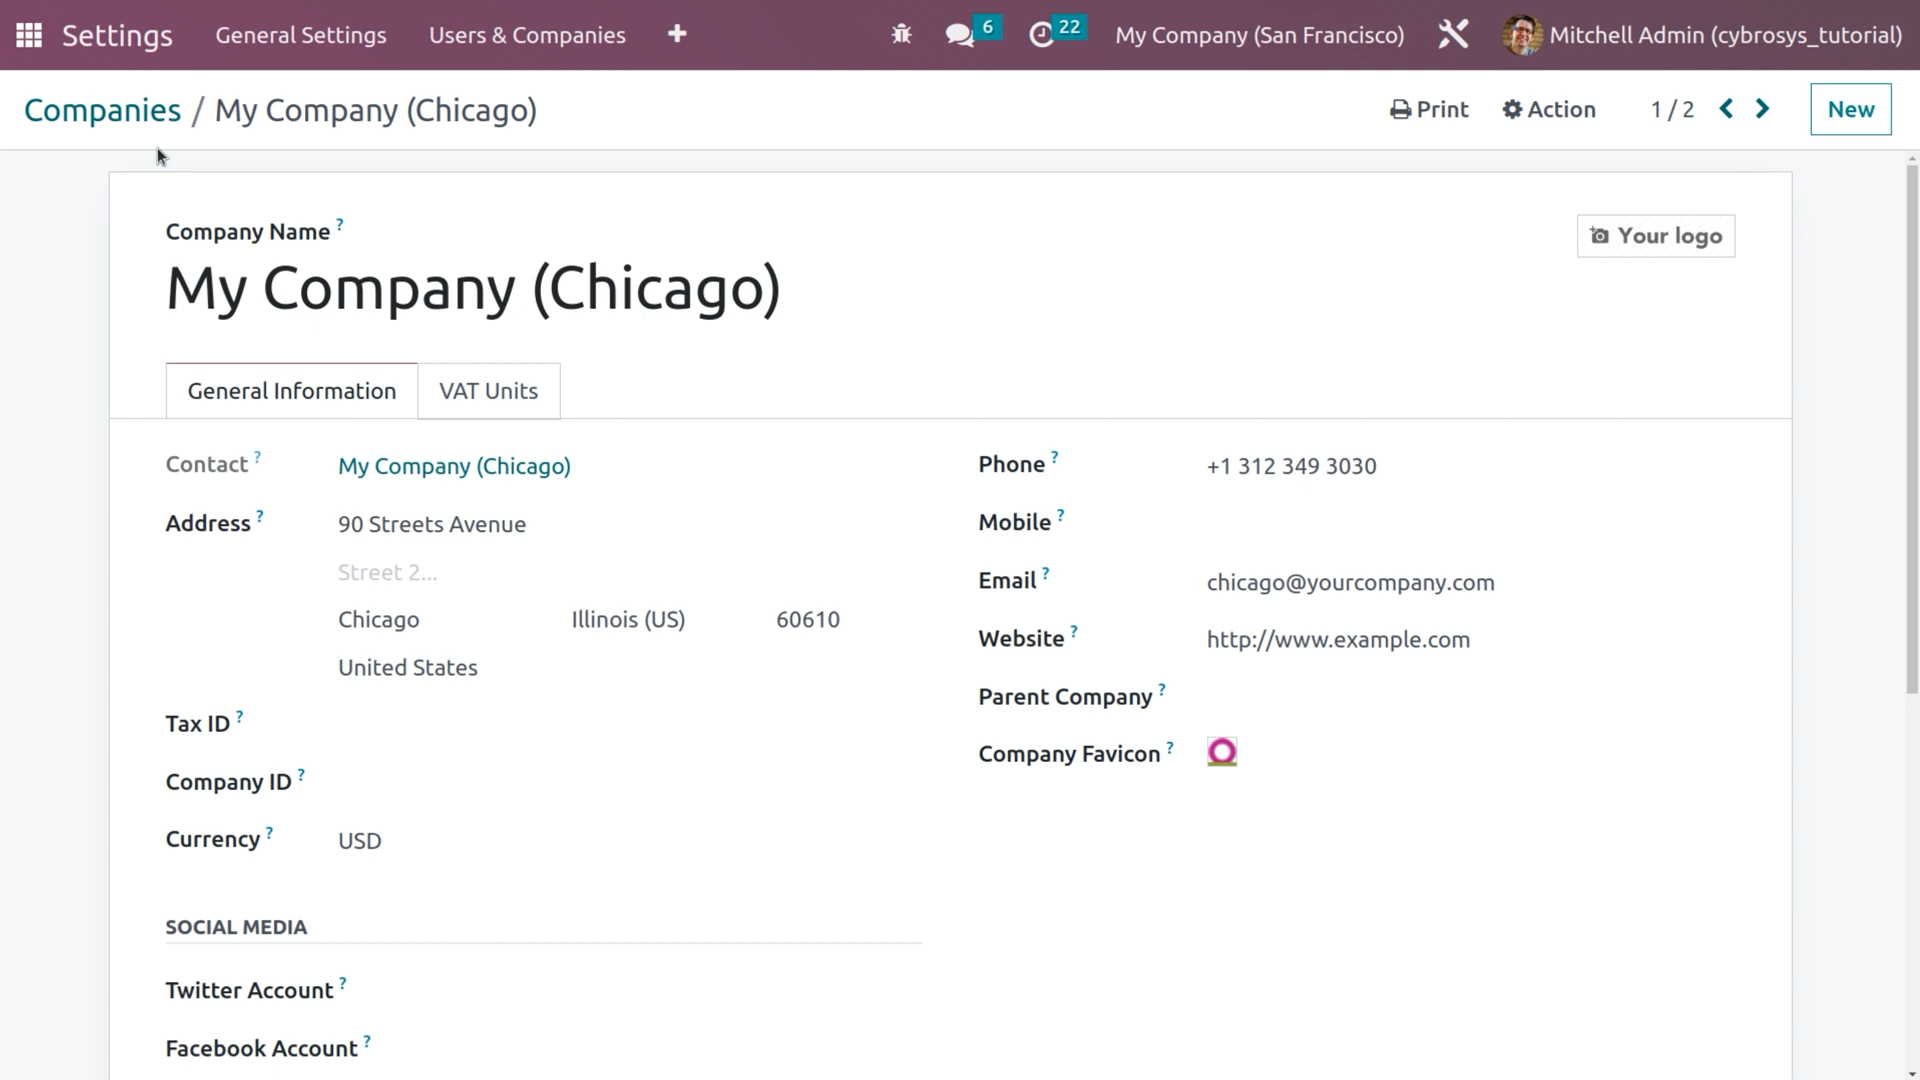 Settings General Settings Users & Companies + 6 22 My Company (San Francisco) Mitchell Admin (cybrosys_tutorial)
Companies / My Company (Chicago) Print Action 1 / 2 New
Company Name ?
Your logo
My Company (Chicago)
General Information VAT Units
Contact ? My Company (Chicago)
Phone ? +1 312 349 3030
Address ? 90 Streets Avenue
Mobile ?
Street 2...
Email ? chicago@yourcompany.com
Chicago Illinois (US) 60610
Website ? http://www.example.com
United States
Parent Company ?
Tax ID ?
Company Favicon ?
Company ID ?
Currency ? USD
SOCIAL MEDIA
Twitter Account ?
Facebook Account ?